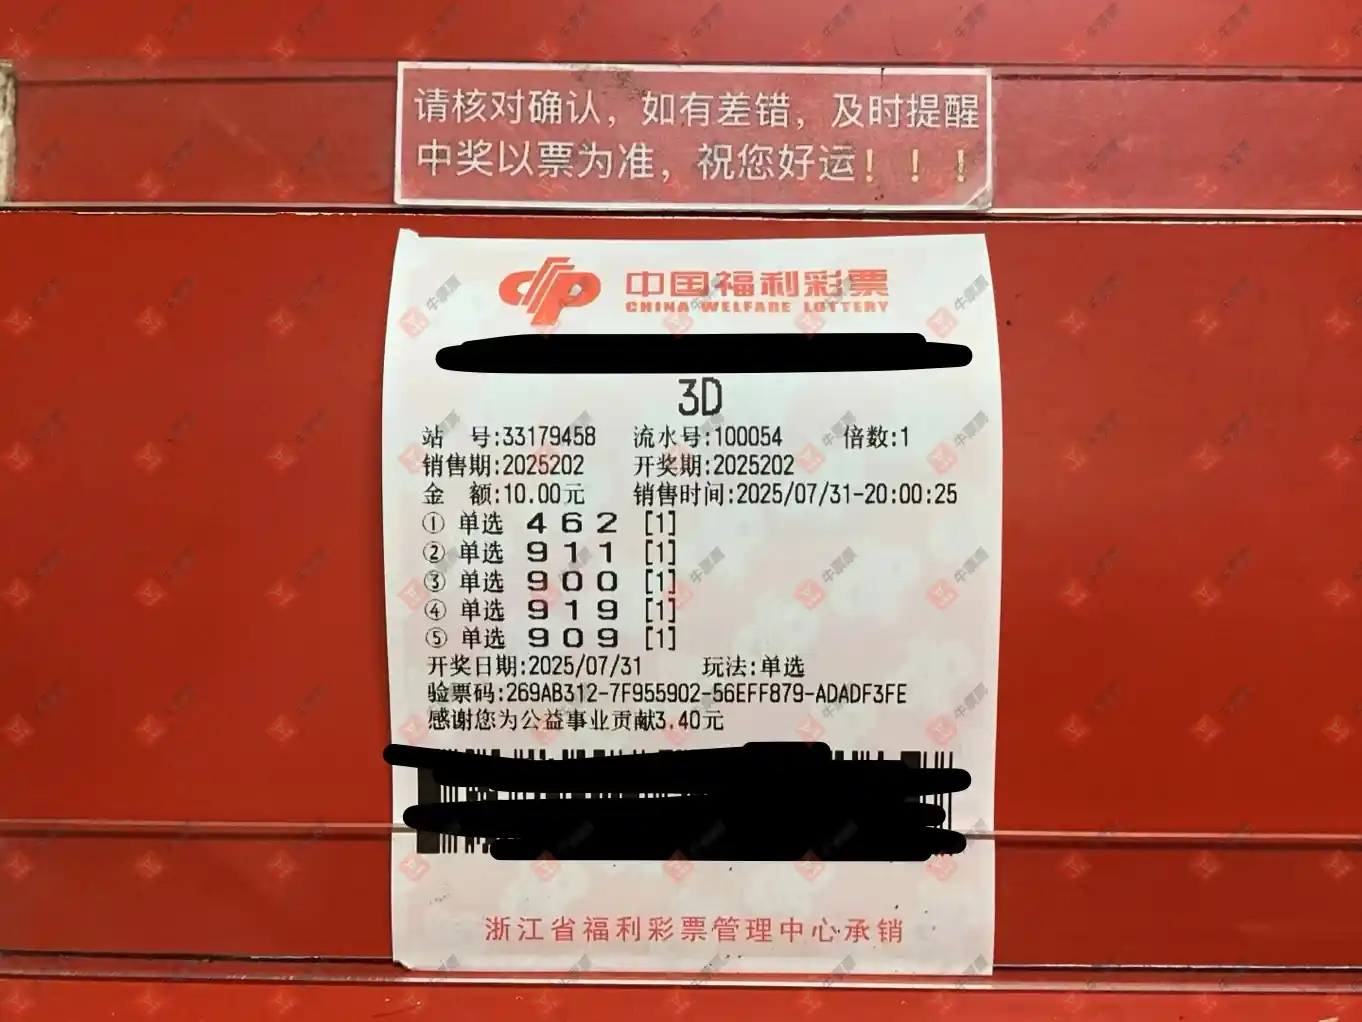 请核对确认，如有差错，及时提醒
中奖以票为准，祝您好运！！！
中国福利彩票
CHINA WELFARE LOTTERY
3D
站 号:33179458 流水号:100054 倍数:1
销售期:2025202 开奖期:2025202
金 额:10.00元 销售时间:2025/07/31-20:00:25
① 单选 4 6 2 [1]
② 单选 9 1 1 [1]
③ 单选 9 0 0 [1]
④ 单选 9 1 9 [1]
⑤ 单选 9 0 9 [1]
开奖日期:2025/07/31 玩法:单选
验票码:269AB312-7F955902-56EFF879-ADADF3FE
感谢您为公益事业贡献3.40元
浙江省福利彩票管理中心承销